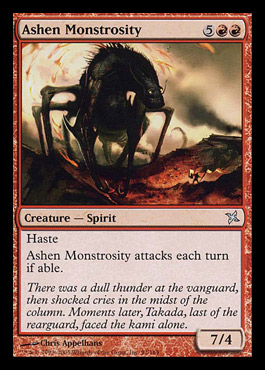 Ashen Monstrosity 5
Creature — Spirit
Haste
Ashen Monstrosity attacks each turn
if able.
There was a dull thunder at the vanguard,
then shocked cries in the midst of the
column. Moments later, Takada, last of the
rearguard, faced the kami alone.
Chris Appelhans
7/4